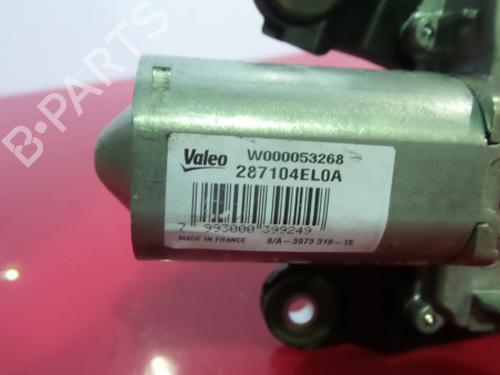 Valeo W000053268
287104EL0A
7 993000 399249
MADE IN FRANCE B/A-3973 319-15
B-PARTS